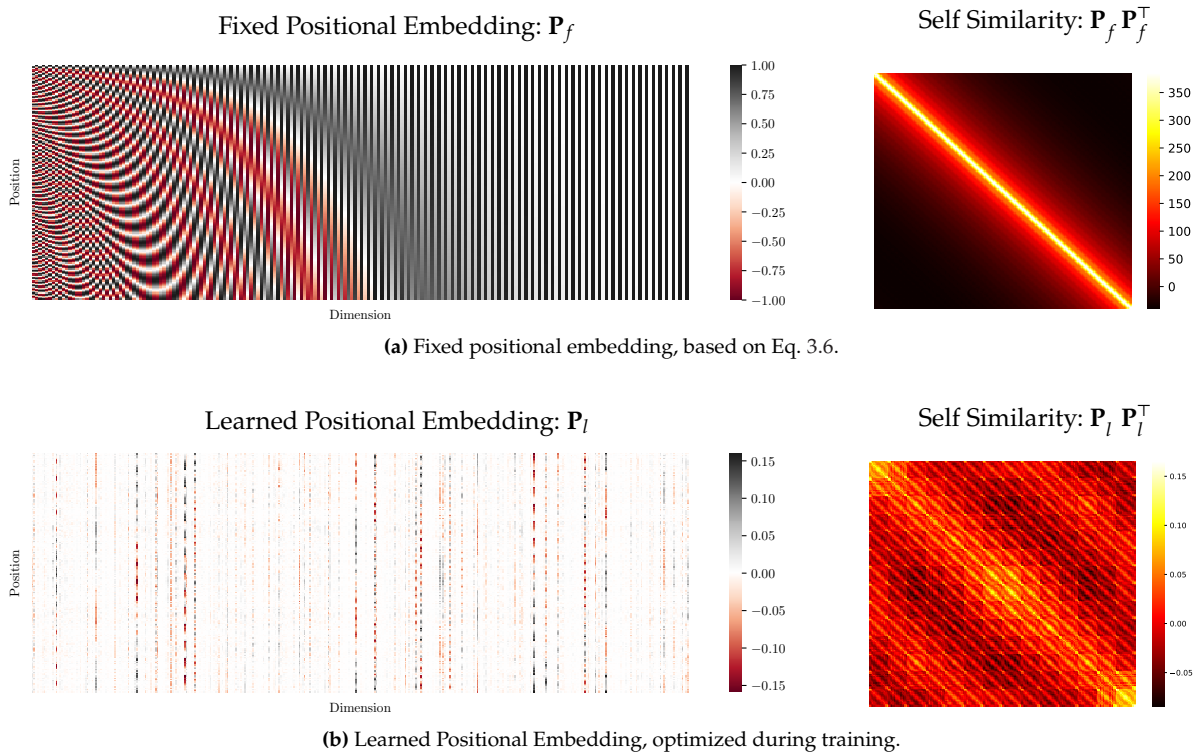 Fixed Positional Embedding: P_f
Self Similarity: P_f P_f^⊤
Position
Dimension
1.00
0.75
0.50
0.25
0.00
−0.25
−0.50
−0.75
−1.00
350
300
250
200
150
100
50
0
(a) Fixed positional embedding, based on Eq. 3.6.
Learned Positional Embedding: P_l
Self Similarity: P_l P_l^⊤
Position
Dimension
0.15
0.10
0.05
0.00
−0.05
−0.10
−0.15
0.15
0.10
0.05
0.00
−0.05
(b) Learned Positional Embedding, optimized during training.